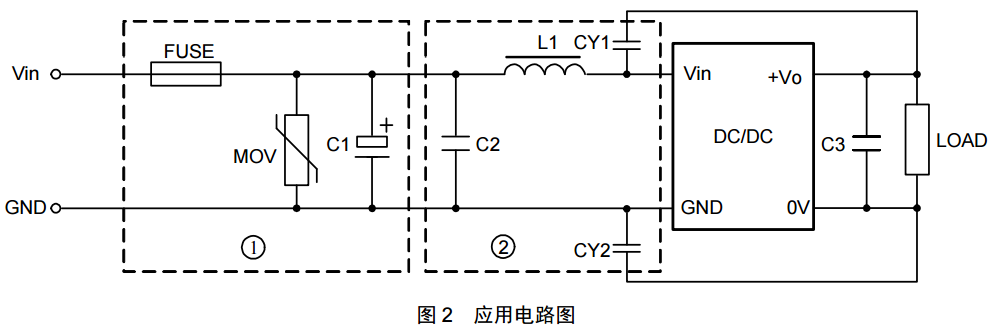 L1 CY1
FUSE
Vin
Vin
+Vo
DC/DC
MOV
C1
+
C2
C3
LOAD
GND
GND
0V
①
②
CY2
图 2 应用电路图